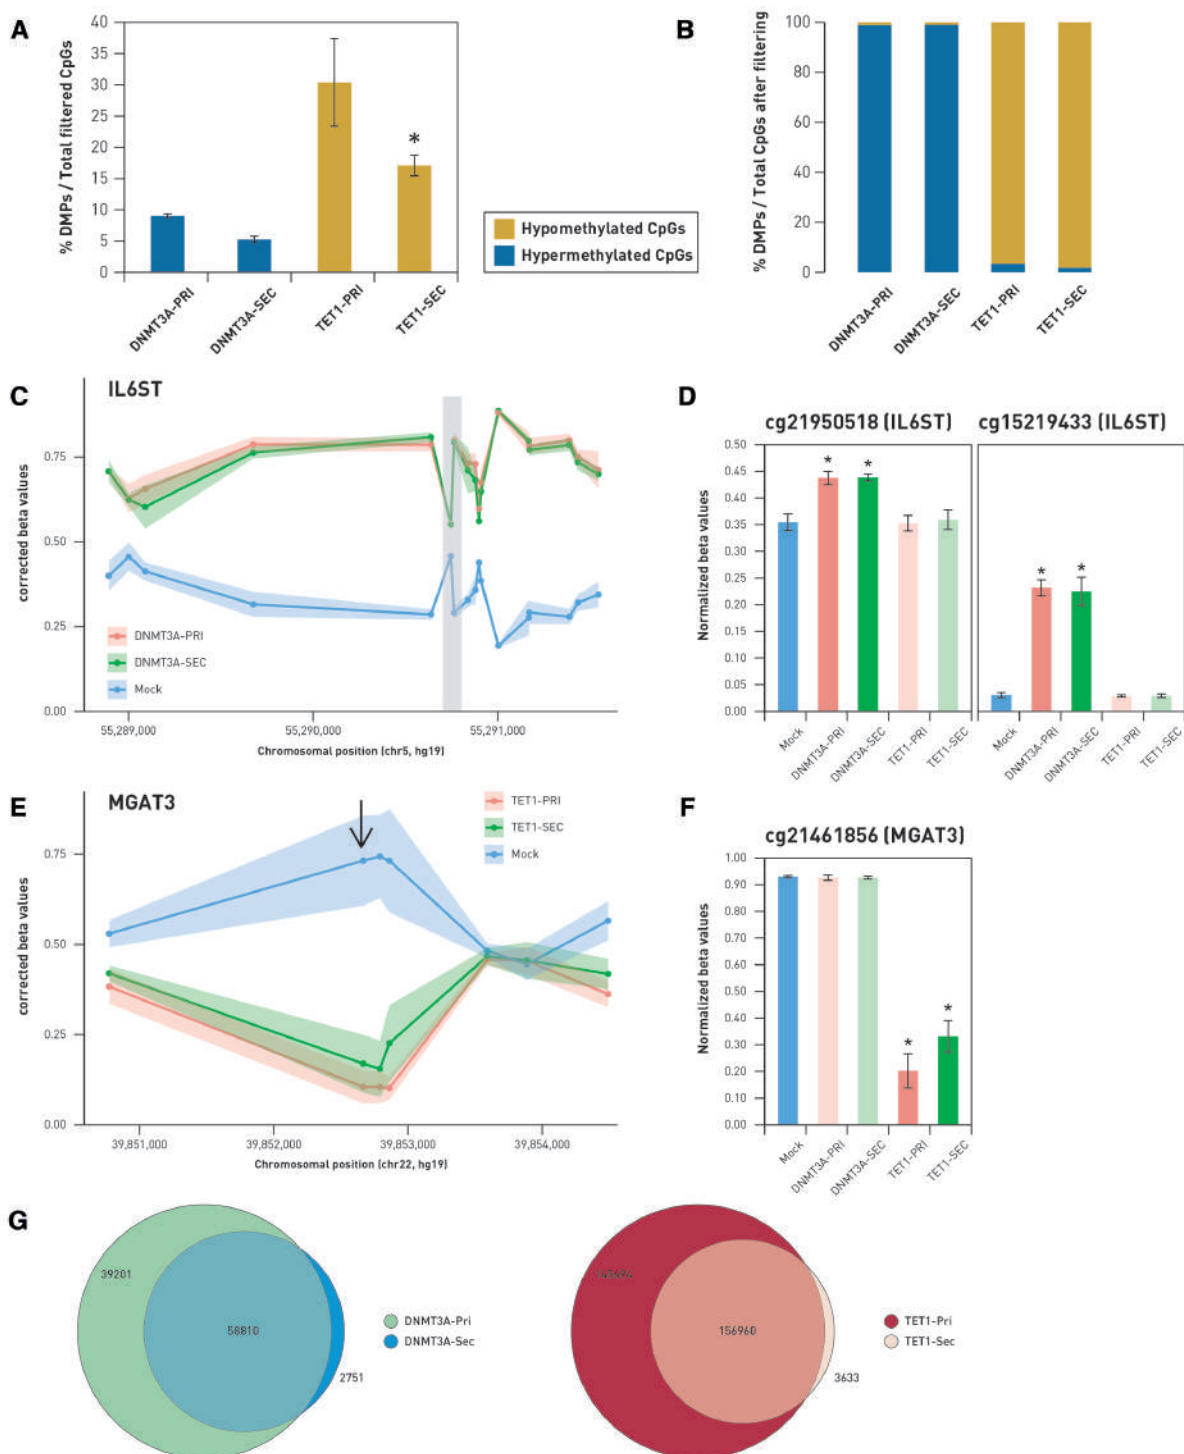 A
% DMPs / Total filtered CpGs
40
35
30
25
20
15
10
5
0
*
DNMT3A-PRI
DNMT3A-SEC
TET1-PRI
TET1-SEC
Hypomethylated CpGs
Hypermethylated CpGs
B
% DMPs / Total CpGs after filtering
100
80
60
40
20
0
DNMT3A-PRI
DNMT3A-SEC
TET1-PRI
TET1-SEC
C
IL6ST
corrected beta values
0.75
0.50
0.25
0.00
DNMT3A-PRI
DNMT3A-SEC
Mock
55,289,000
55,290,000
55,291,000
Chromosomal position (chr5, hg19)
D
cg21950518 (IL6ST)
cg15219433 (IL6ST)
Normalized beta values
0.50
0.45
0.40
0.35
0.30
0.25
0.20
0.15
0.10
0.05
0.00
*
*
*
*
Mock
DNMT3A-PRI
DNMT3A-SEC
TET1-PRI
TET1-SEC
Mock
DNMT3A-PRI
DNMT3A-SEC
TET1-PRI
TET1-SEC
E
MGAT3
corrected beta values
0.75
0.50
0.25
0.00
TET1-PRI
TET1-SEC
Mock
39,851,000
39,852,000
39,853,000
39,854,000
Chromosomal position (chr22, hg19)
F
cg21461856 (MGAT3)
Normalized beta values
1.00
0.90
0.80
0.70
0.60
0.50
0.40
0.30
0.20
0.10
0.00
*
*
Mock
DNMT3A-PRI
DNMT3A-SEC
TET1-PRI
TET1-SEC
G
39201
58810
2751
DNMT3A-Pri
DNMT3A-Sec
156960
3633
TET1-Pri
TET1-Sec